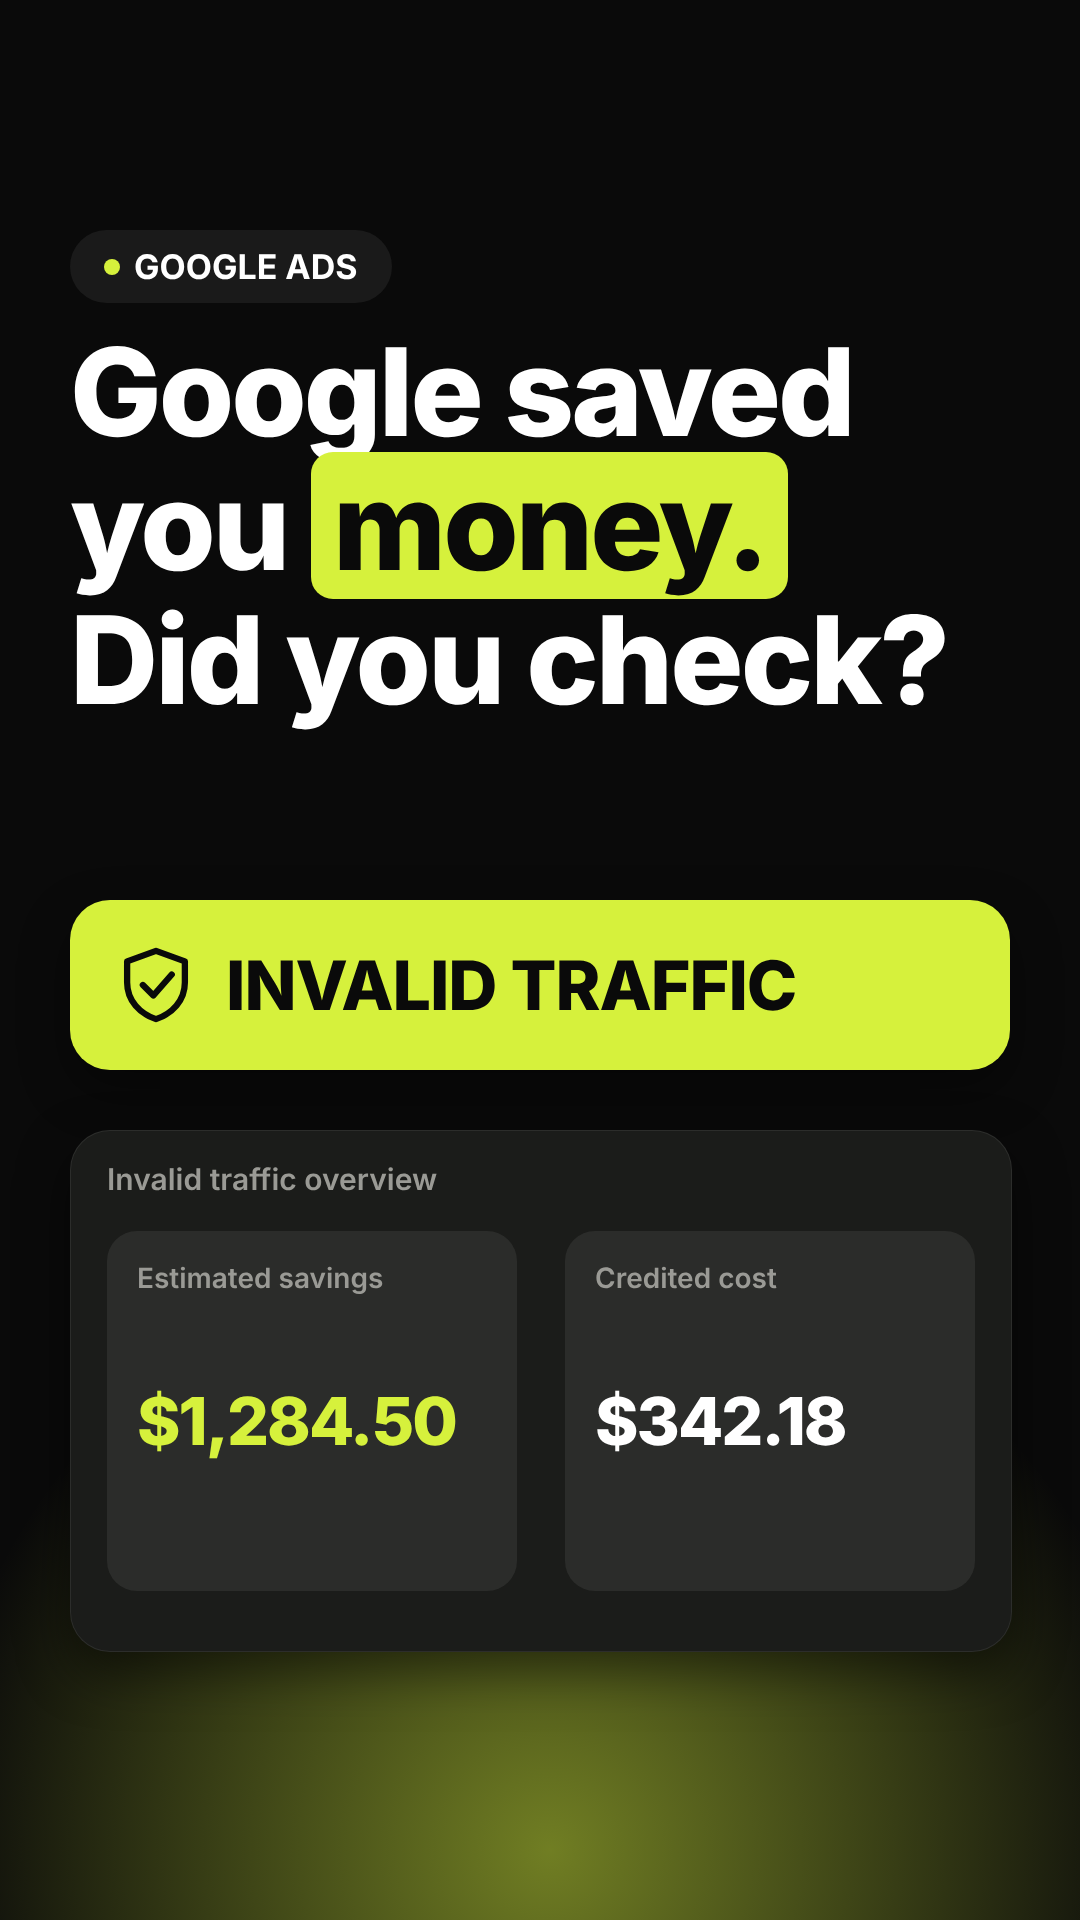 GOOGLE ADS
Google saved
you money.
Did you check?
INVALID TRAFFIC
Invalid traffic overview
Estimated savings
Credited cost
$1,284.50
$342.18